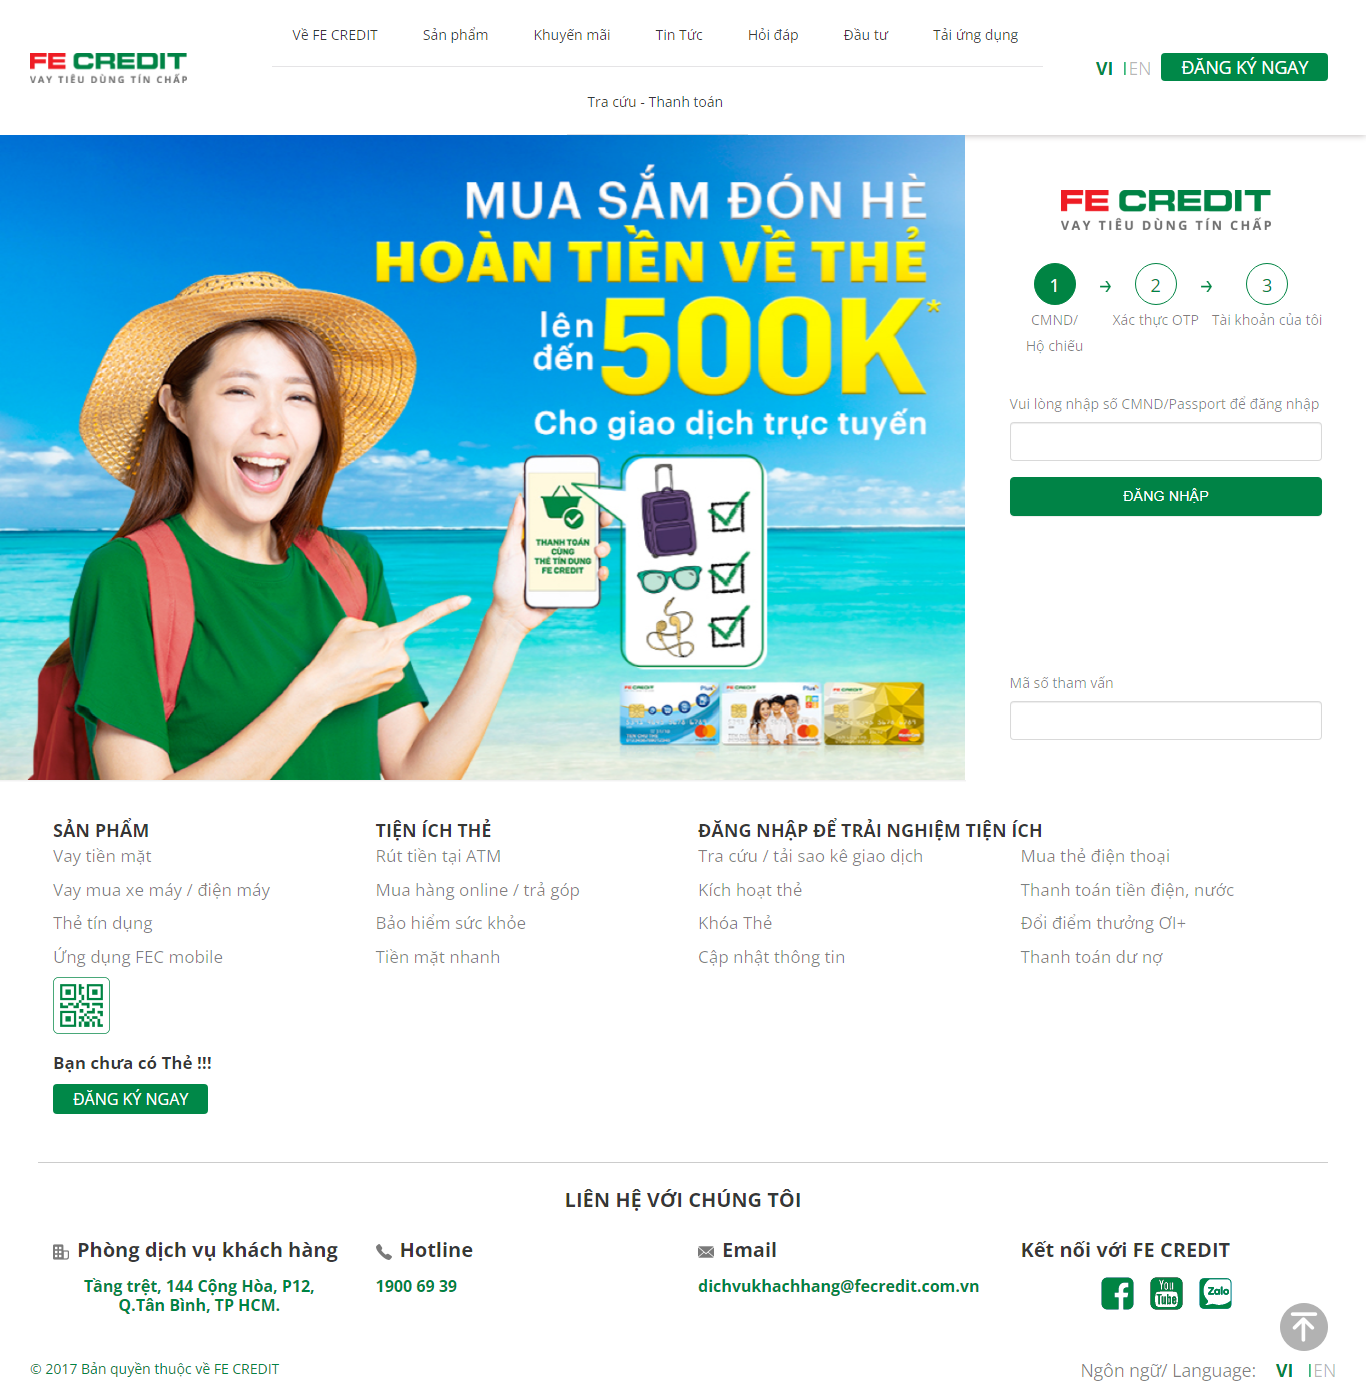 Về FE CREDIT Sản phẩm Khuyến mãi Tin Tức Hỏi đáp Đầu tư Tải ứng dụng
FE CREDIT
VAY TIÊU DÙNG TÍN CHẤP
VI EN ĐĂNG KÝ NGAY
Tra cứu - Thanh toán
MUA SẮM ĐÓN HÈ
HOÀN TIỀN VỀ THẺ
lên đến 500K*
Cho giao dịch trực tuyến
THANH TOÁN
CÙNG
THẺ TÍN DỤNG
FE CREDIT
FE CREDIT Plus+
FE CREDIT Plus+
FE CREDIT
FE CREDIT
VAY TIÊU DÙNG TÍN CHẤP
1 2 3
CMND/ Xác thực OTP Tài khoản của tôi
Hộ chiếu
Vui lòng nhập số CMND/Passport để đăng nhập
ĐĂNG NHẬP
Mã số tham vấn
SẢN PHẨM
Vay tiền mặt
Vay mua xe máy / điện máy
Thẻ tín dụng
Ứng dụng FEC mobile
Bạn chưa có Thẻ !!!
ĐĂNG KÝ NGAY
TIỆN ÍCH THẺ
Rút tiền tại ATM
Mua hàng online / trả góp
Bảo hiểm sức khỏe
Tiền mặt nhanh
ĐĂNG NHẬP ĐỂ TRẢI NGHIỆM TIỆN ÍCH
Tra cứu / tải sao kê giao dịch
Kích hoạt thẻ
Khóa Thẻ
Cập nhật thông tin
Mua thẻ điện thoại
Thanh toán tiền điện, nước
Đổi điểm thưởng ƠI+
Thanh toán dư nợ
LIÊN HỆ VỚI CHÚNG TÔI
Phòng dịch vụ khách hàng
Tầng trệt, 144 Cộng Hòa, P12,
Q.Tân Bình, TP HCM.
Hotline
1900 69 39
Email
dichvukhachhang@fecredit.com.vn
Kết nối với FE CREDIT
You
Tube
Zalo
© 2017 Bản quyền thuộc về FE CREDIT
Ngôn ngữ/ Language: VI EN